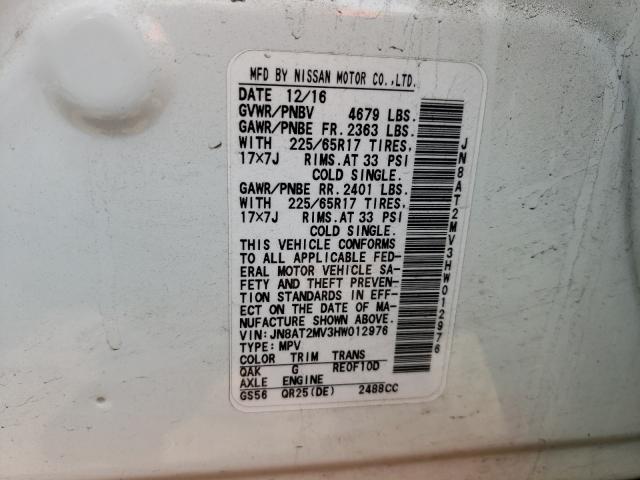 MFD BY NISSAN MOTOR CO.,LTD.
DATE 12/16
GVWR/PNBV 4679 LBS.
GAWR/PNBE FR. 2363 LBS.
WITH 225/65R17 TIRES,
17×7J RIMS. AT 33 PSI
COLD SINGLE.
GAWR/PNBE RR. 2401 LBS.
WITH 225/65R17 TIRES,
17×7J RIMS. AT 33 PSI
COLD SINGLE.
THIS VEHICLE CONFORMS
TO ALL APPLICABLE FED-
ERAL MOTOR VEHICLE SA-
FETY AND THEFT PREVEN-
TION STANDARDS IN EFF-
ECT ON THE DATE OF MA-
NUFACTURE SHOWN ABOVE.
VIN: JN8AT2MV3HW012976
TYPE: MPV
COLOR TRIM TRANS
QAK G RE0F10D
AXLE ENGINE
GS56 QR25(DE) 2488CC
JN8AT2MV3HW012976